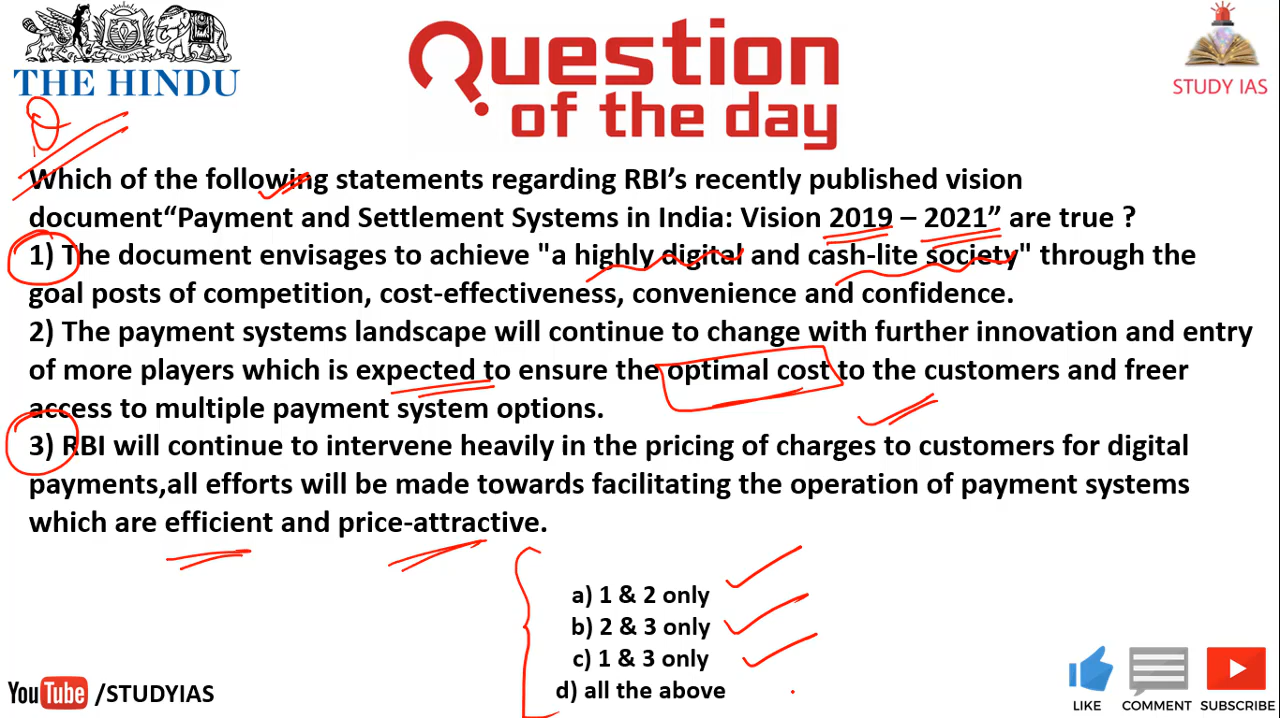 THE HINDU
Question
of the day
STUDY IAS
Which of the following statements regarding RBI's recently published vision
document“Payment and Settlement Systems in India: Vision 2019 – 2021” are true ?
1) The document envisages to achieve "a highly digital and cash-lite society" through the
goal posts of competition, cost-effectiveness, convenience and confidence.
2) The payment systems landscape will continue to change with further innovation and entry
of more players which is expected to ensure the optimal cost to the customers and freer
access to multiple payment system options.
3) RBI will continue to intervene heavily in the pricing of charges to customers for digital
payments,all efforts will be made towards facilitating the operation of payment systems
which are efficient and price-attractive.
a) 1 & 2 only
b) 2 & 3 only
c) 1 & 3 only
d) all the above
YouTube /STUDYIAS
LIKE COMMENT SUBSCRIBE